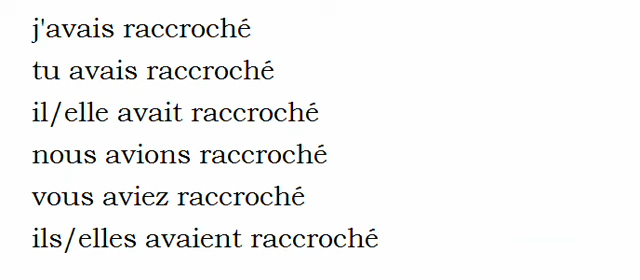 j'avais raccroché
tu avais raccroché
il/elle avait raccroché
nous avions raccroché
vous aviez raccroché
ils/elles avaient raccroché